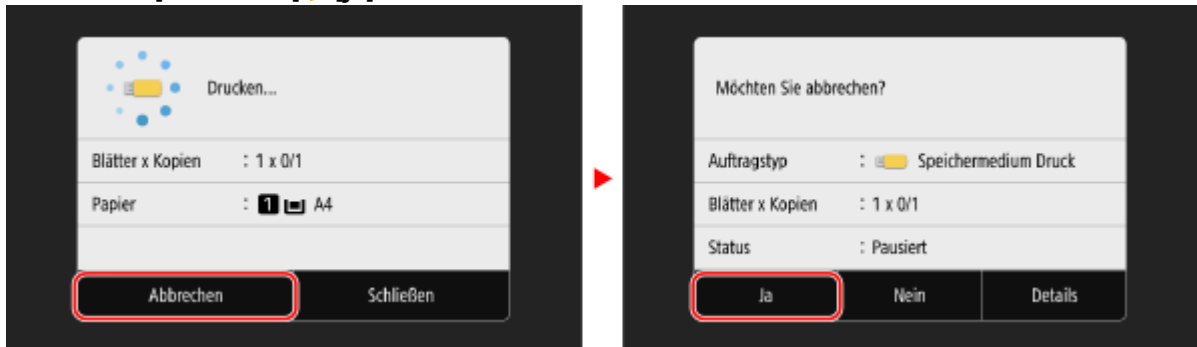 Drucken...
Blätter x Kopien : 1 x 0/1
Papier : 1 A4
Abbrechen Schließen
Möchten Sie abbrechen?
Auftragstyp : Speichermedium Druck
Blätter x Kopien : 1 x 0/1
Status : Pausiert
Ja Nein Details